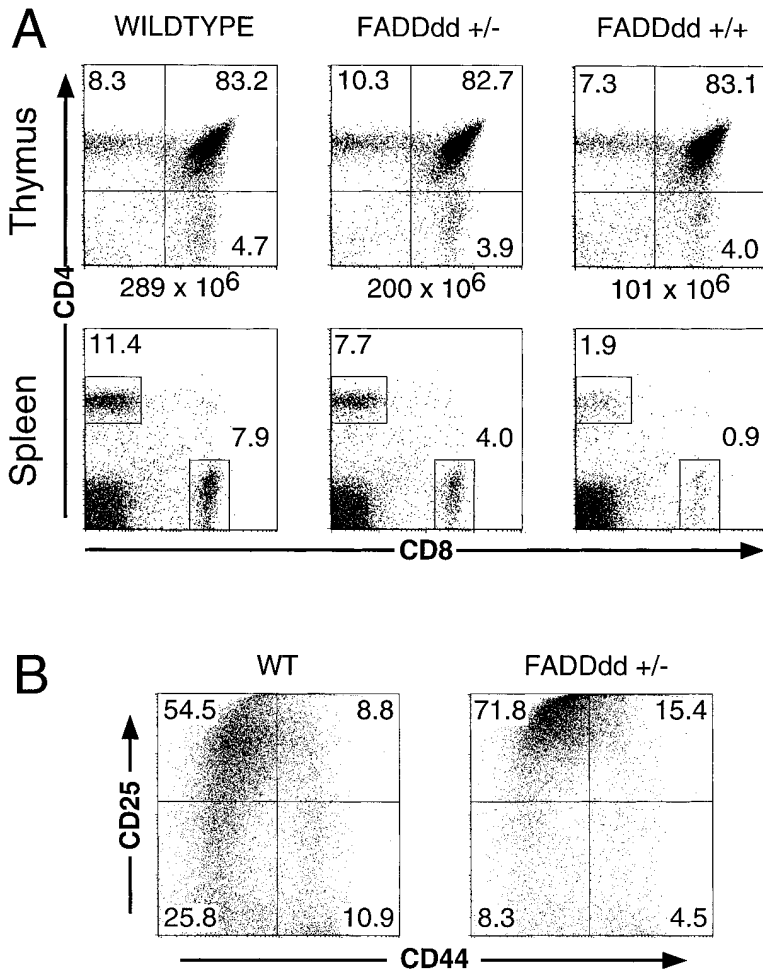 A
WILDTYPE FADDdd +/- FADDdd +/+
Thymus
8.3 83.2 10.3 82.7 7.3 83.1
4.7 3.9 4.0
289 x 10⁶ 200 x 10⁶ 101 x 10⁶
CD4
Spleen
11.4 7.7 1.9
7.9 4.0 0.9
CD8
B
WT FADDdd +/-
54.5 8.8 71.8 15.4
CD25
25.8 10.9 8.3 4.5
CD44